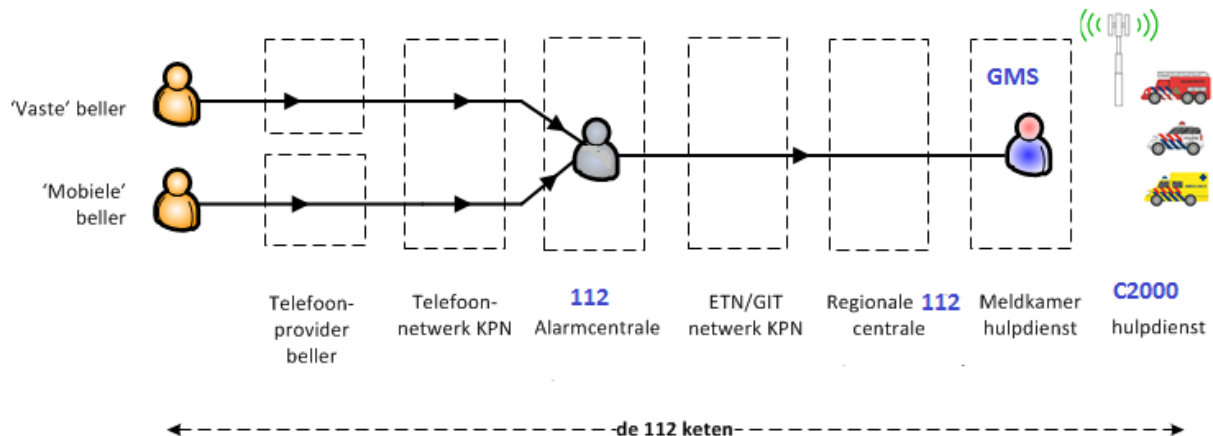 GMS
'Vaste' beller
'Mobiele'
beller
Telefoon-
provider
beller
Telefoon-
netwerk KPN
112
Alarmcentrale
ETN/GIT
netwerk KPN
Regionale 112
centrale
Meldkamer
hulpdienst
C2000
hulpdienst
de 112 keten